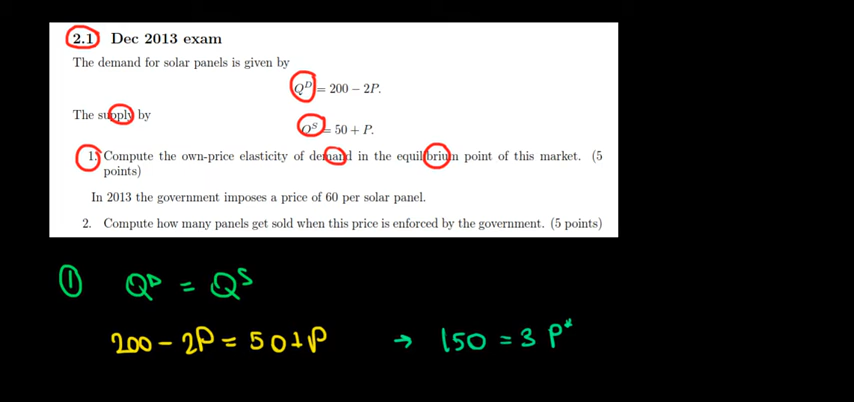 2.1 Dec 2013 exam
The demand for solar panels is given by
Q^D = 200 − 2P.
The supply by
Q^S = 50 + P.
1. Compute the own-price elasticity of demand in the equilibrium point of this market. (5
points)
In 2013 the government imposes a price of 60 per solar panel.
2. Compute how many panels get sold when this price is enforced by the government. (5 points)
① Q^D = Q^S
200 − 2P = 50 + P → 150 = 3 P*